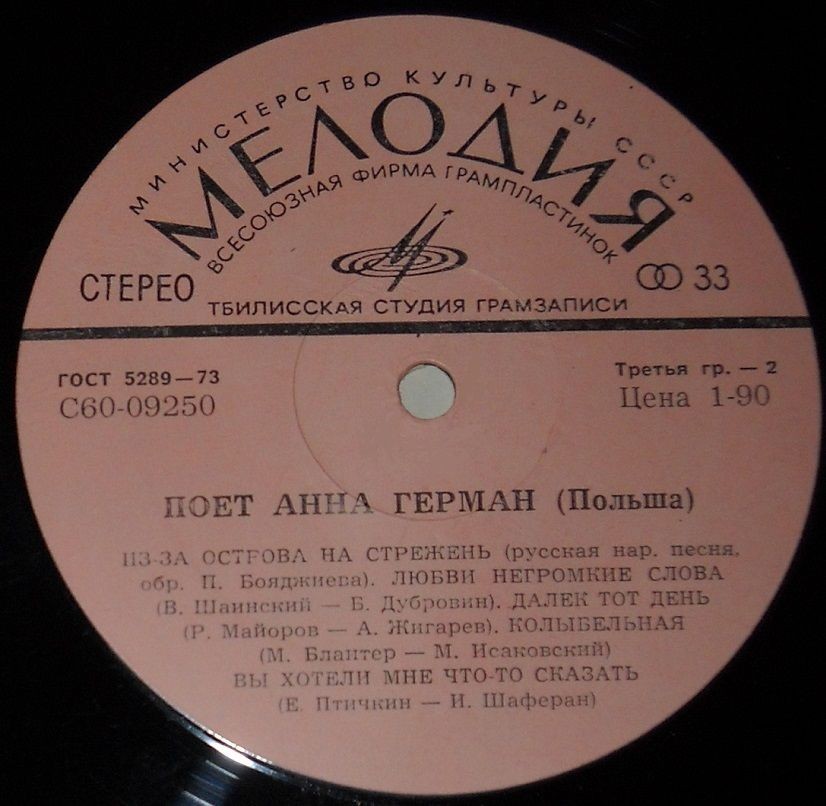 МИНИСТЕРСТВО КУЛЬТУРЫ СССР
МЕЛОДИЯ
ВСЕСОЮЗНАЯ ФИРМА ГРАМПЛАСТИНОК
СТЕРЕО
33
ТБИЛИССКАЯ СТУДИЯ ГРАМЗАПИСИ
ГОСТ 5289—73
Третья гр. — 2
С60-09250
Цена 1-90
ПОЕТ АННА ГЕРМАН (Польша)
ИЗ-ЗА ОСТРОВА НА СТРЕЖЕНЬ (русская нар. песня,
обр. П. Бояджиева). ЛЮБВИ НЕГРОМКИЕ СЛОВА
(В. Шаинский — Б. Дубровин). ДАЛЕК ТОТ ДЕНЬ
(Р. Майоров — А. Жигарев). КОЛЫБЕЛЬНАЯ
(М. Блантер — М. Исаковский)
ВЫ ХОТЕЛИ МНЕ ЧТО-ТО СКАЗАТЬ
(Е. Птичкин — И. Шаферан)